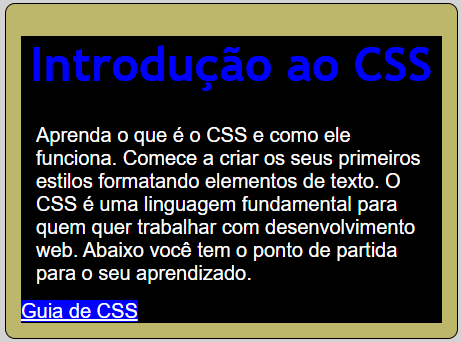 Introdução ao CSS
Aprenda o que é o CSS e como ele
funciona. Comece a criar os seus primeiros
estilos formatando elementos de texto. O
CSS é uma linguagem fundamental para
quem quer trabalhar com desenvolvimento
web. Abaixo você tem o ponto de partida
para o seu aprendizado.
Guia de CSS